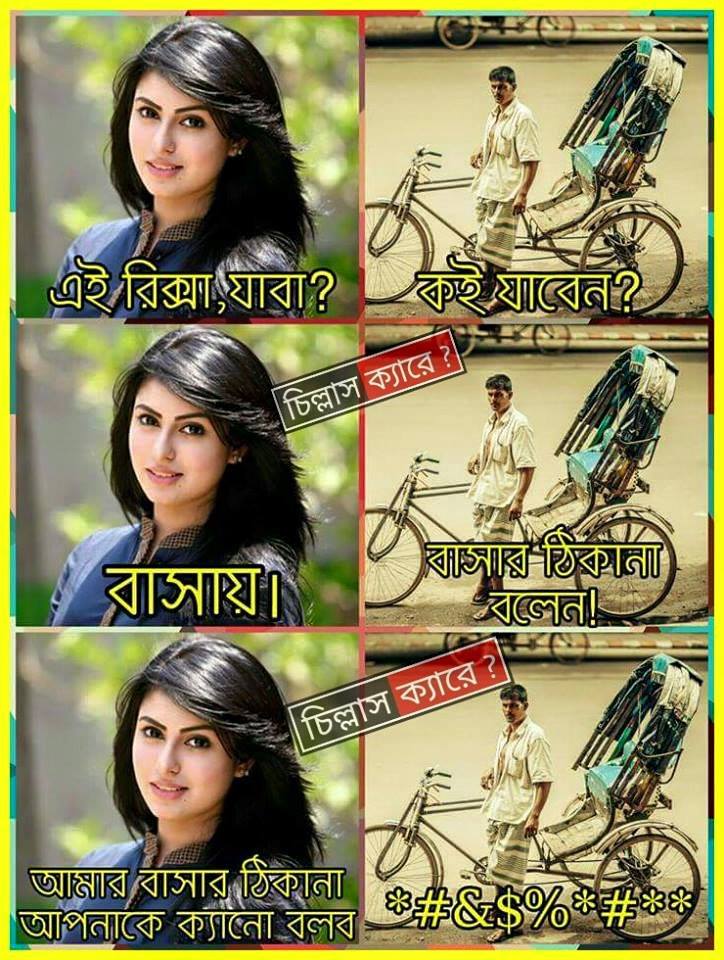 এই রিক্সা,যাবা?
কই যাবেন?
চিল্লাস ক্যারে ?
বাসায়।
বাসার ঠিকানা
বলেন!
চিল্লাস ক্যারে ?
আমার বাসার ঠিকানা
আপনাকে ক্যানো বলব
*#&$%*#**